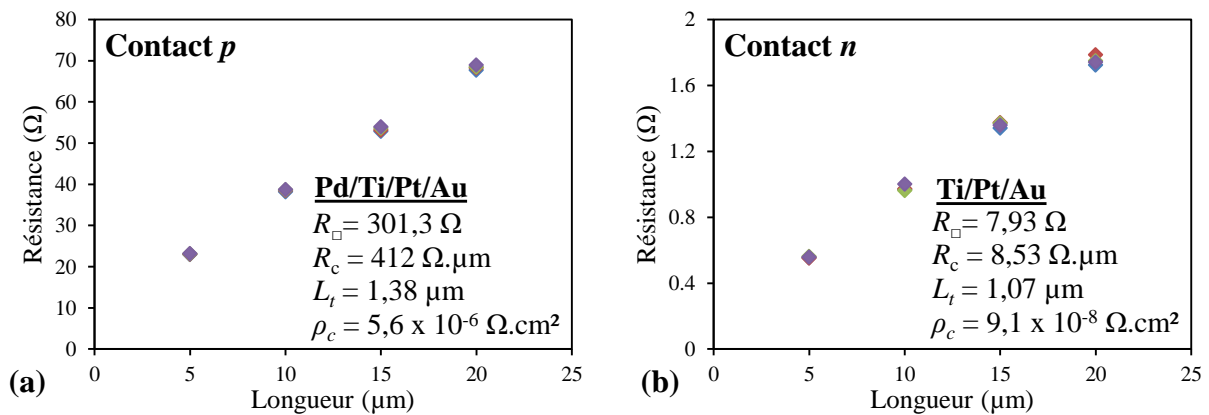 Contact p
Résistance (Ω)
80
70
60
50
40
30
20
10
0
Pd/Ti/Pt/Au
R□= 301,3 Ω
Rc = 412 Ω.µm
Lt = 1,38 µm
ρc = 5,6 x 10⁻⁶ Ω.cm²
0 5 10 15 20 25
Longueur (µm)
(a)
Contact n
Résistance (Ω)
2
1.6
1.2
0.8
0.4
0
Ti/Pt/Au
R□= 7,93 Ω
Rc = 8,53 Ω.µm
Lt = 1,07 µm
ρc = 9,1 x 10⁻⁸ Ω.cm²
0 5 10 15 20 25
Longueur (µm)
(b)